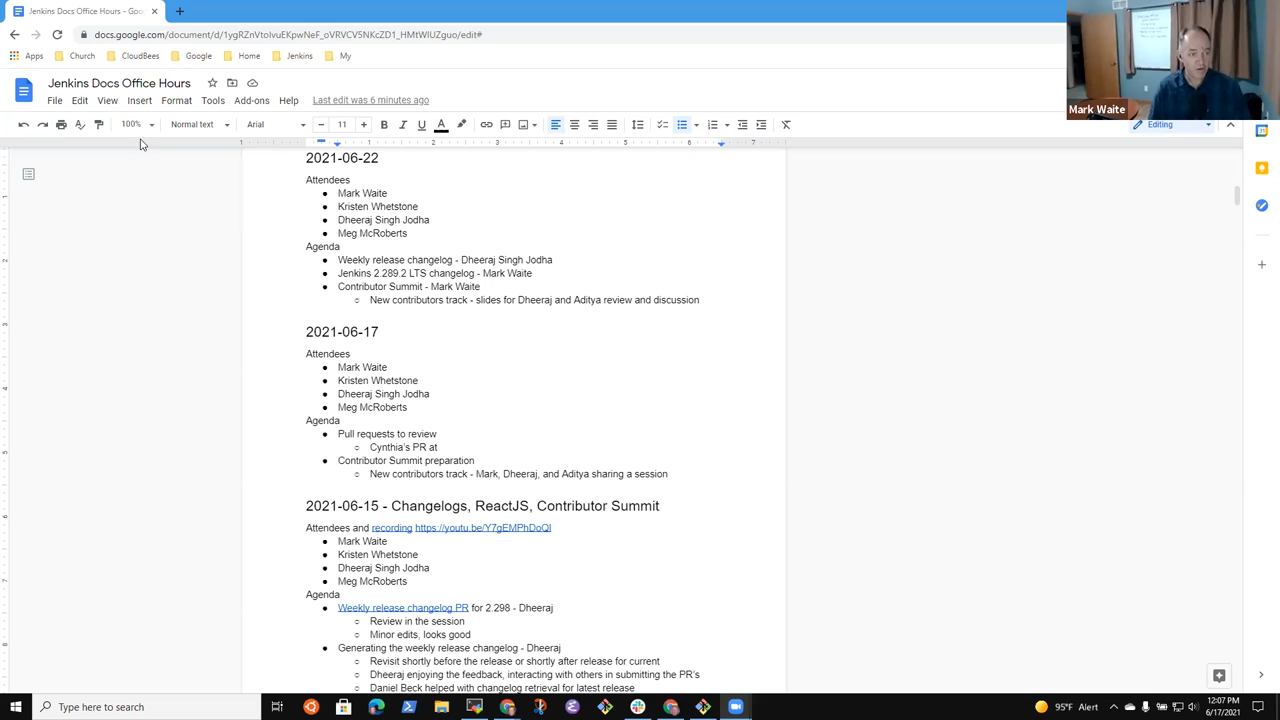 Jenkins Docs Office Hours
docs.google.com/document/d/1ygRZnVtoIvuEKpwNeF_oVRVCV5NKcZD1_HMtWIUZgu0/edit#
Apps
Church
CloudBees
Google
Home
Jenkins
My
Jenkins Docs Office Hours
File Edit View Insert Format Tools Add-ons Help Last edit was 6 minutes ago
100% Normal text Arial 11 B I U A Editing
Mark Waite
1 1 2 3 4 5 6 7
2021-06-22
Attendees
● Mark Waite
● Kristen Whetstone
● Dheeraj Singh Jodha
● Meg McRoberts
Agenda
● Weekly release changelog - Dheeraj Singh Jodha
● Jenkins 2.289.2 LTS changelog - Mark Waite
● Contributor Summit - Mark Waite
○ New contributors track - slides for Dheeraj and Aditya review and discussion
2021-06-17
Attendees
● Mark Waite
● Kristen Whetstone
● Dheeraj Singh Jodha
● Meg McRoberts
Agenda
● Pull requests to review
○ Cynthia's PR at
● Contributor Summit preparation
○ New contributors track - Mark, Dheeraj, and Aditya sharing a session
2021-06-15 - Changelogs, ReactJS, Contributor Summit
Attendees and recording https://youtu.be/Y7gEMPhDoQI
● Mark Waite
● Kristen Whetstone
● Dheeraj Singh Jodha
● Meg McRoberts
Agenda
● Weekly release changelog PR for 2.298 - Dheeraj
○ Review in the session
○ Minor edits, looks good
● Generating the weekly release changelog - Dheeraj
○ Revisit shortly before the release or shortly after release for current
○ Dheeraj enjoying the feedback, interacting with others in submitting the PR's
○ Daniel Beck helped with changelog retrieval for latest release
Type here to search
95°F Alert
12:07 PM
6/17/2021